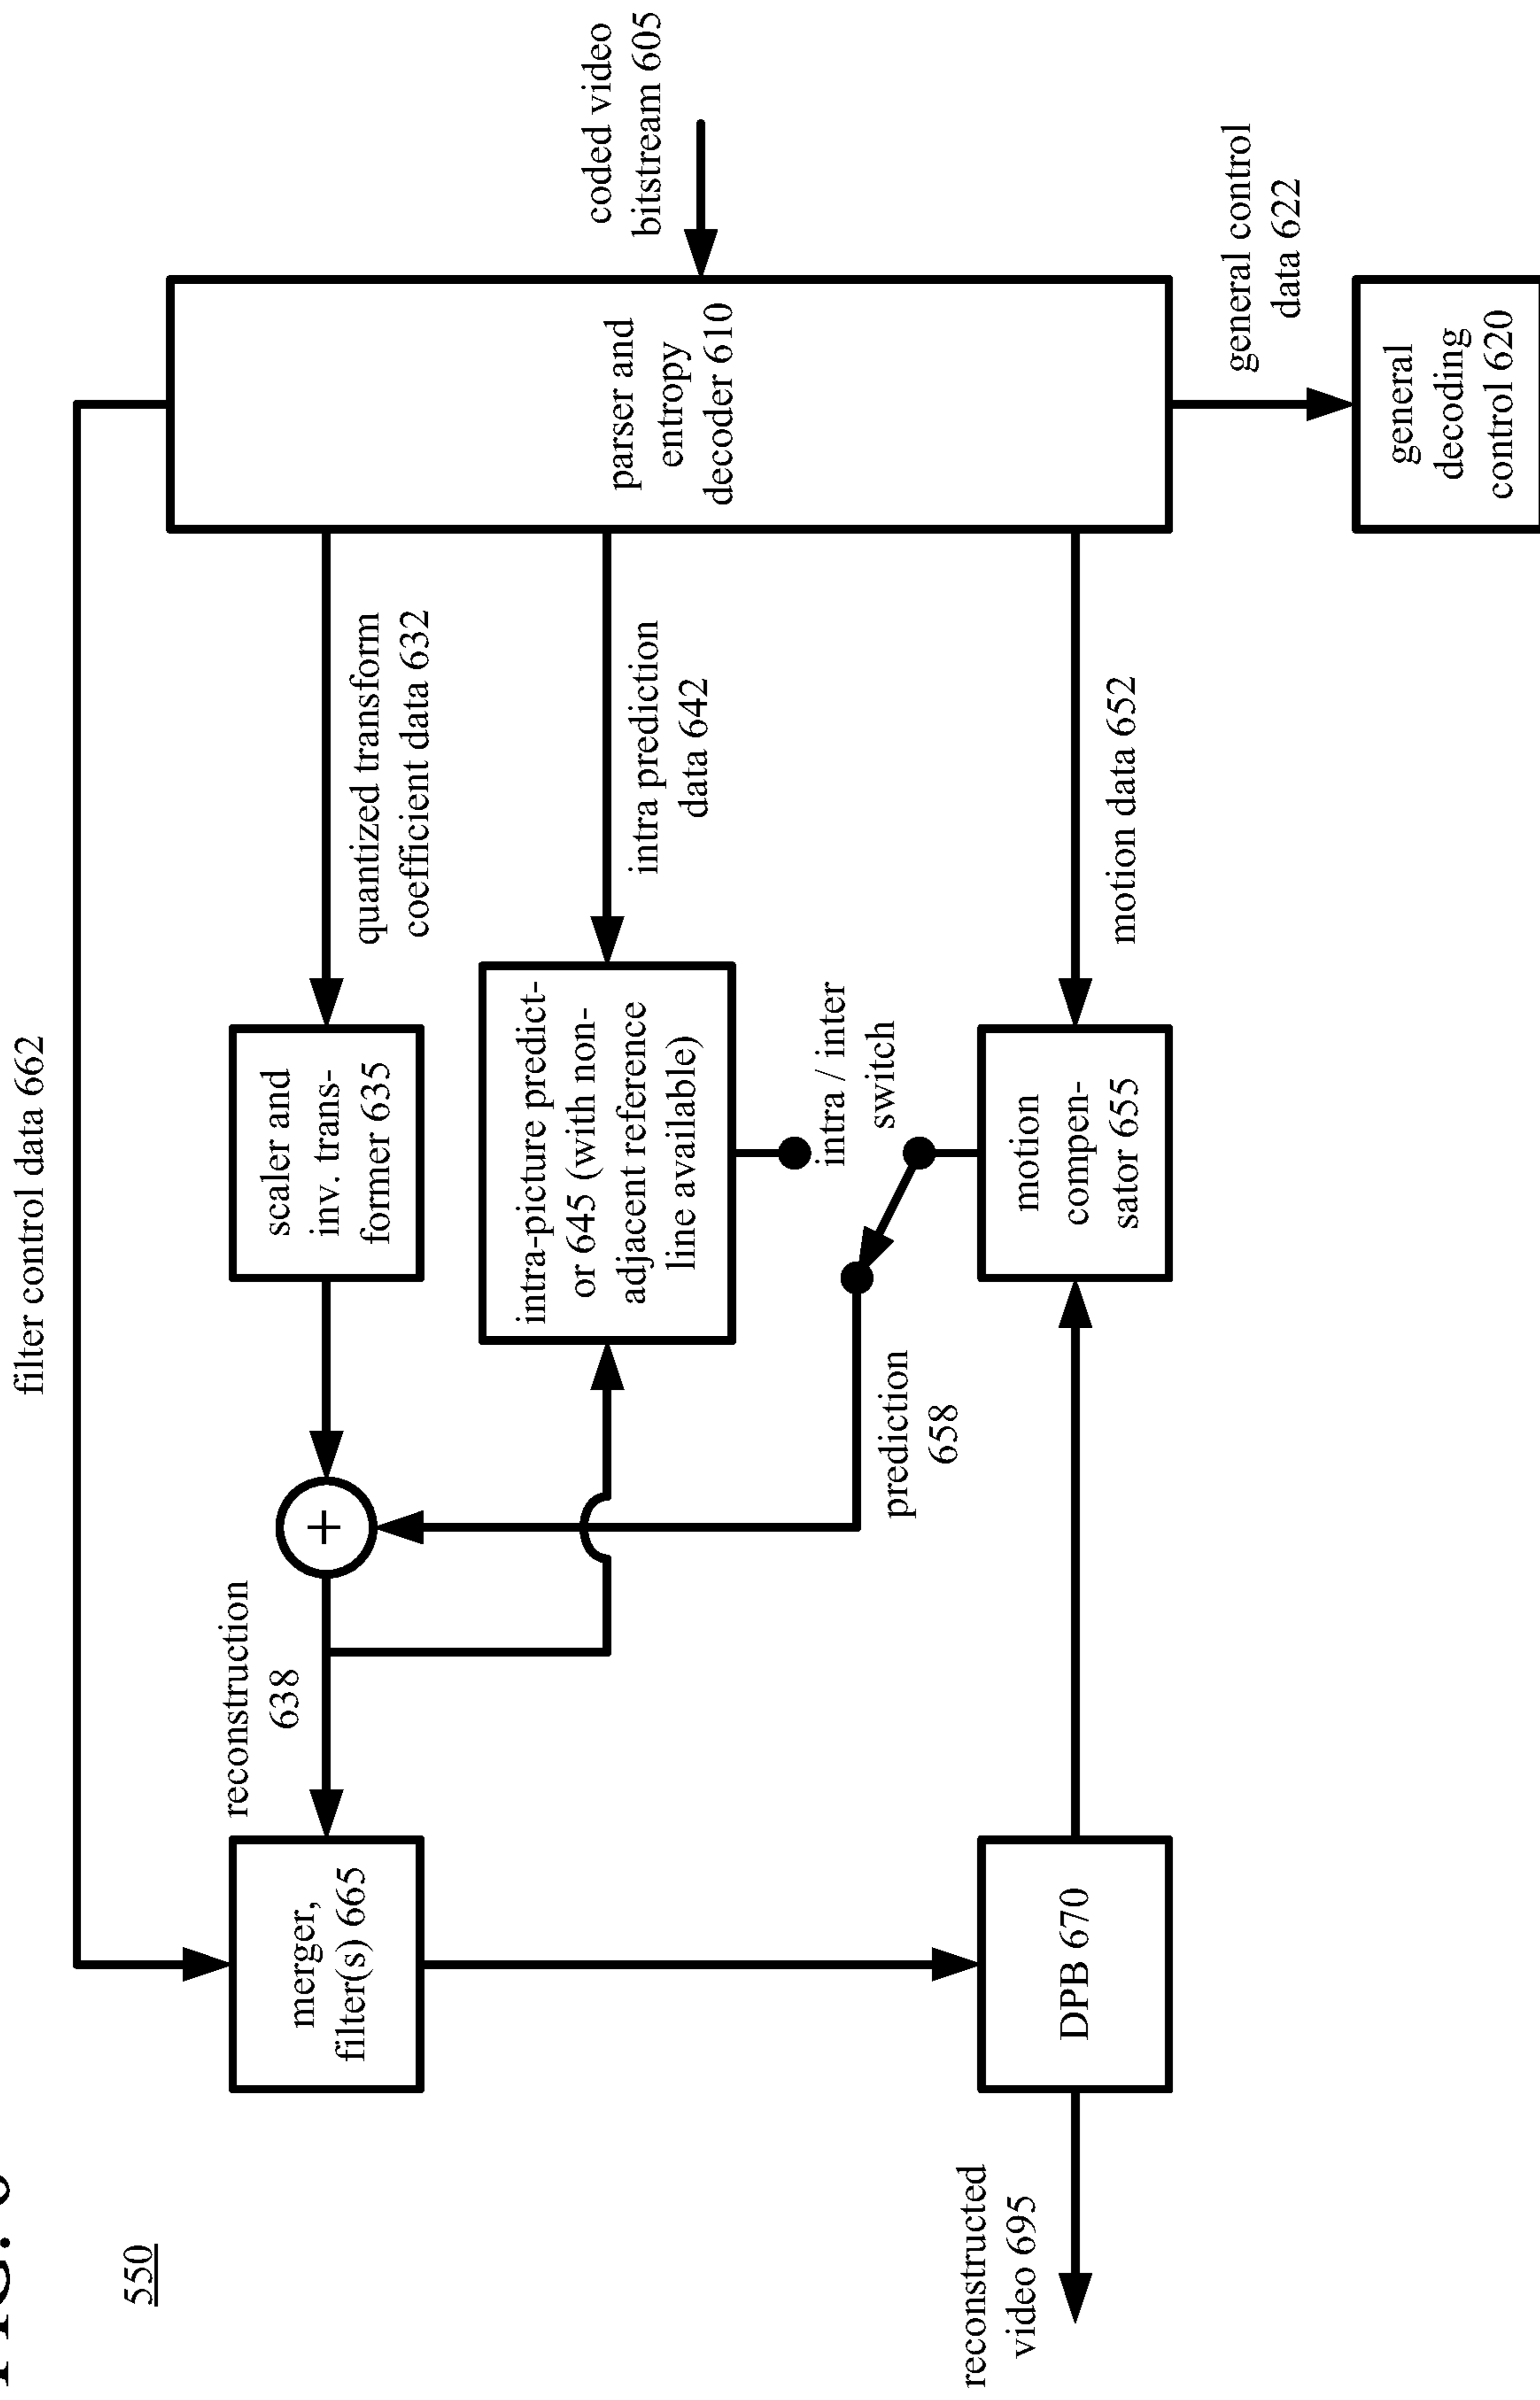 FIG. 6
550
filter control data 662
reconstruction
638
merger,
filter(s) 665
scaler and
inv. trans-
former 635
quantized transform
coefficient data 632
intra-picture predict-
or 645 (with non-
adjacent reference
line available)
intra prediction
data 642
intra / inter
switch
prediction
658
motion
compen-
sator 655
motion data 652
parser and
entropy
decoder 610
coded video
bitstream 605
general control
data 622
general
decoding
control 620
DPB 670
reconstructed
video 695
+